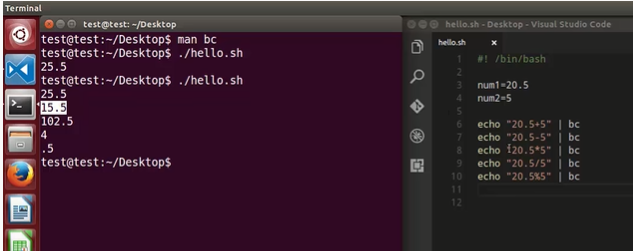 Terminal
test@test: ~/Desktop
test@test:~/Desktop$ man bc
test@test:~/Desktop$ ./hello.sh
25.5
test@test:~/Desktop$ ./hello.sh
25.5
15.5
102.5
4
.5
test@test:~/Desktop$
hello.sh - Desktop - Visual Studio Code
hello.sh ×
1 #! /bin/bash
2
3 num1=20.5
4 num2=5
5
6 echo "20.5+5" | bc
7 echo "20.5-5" | bc
8 echo "20.5*5" | bc
9 echo "20.5/5" | bc
10 echo "20.5%5" | bc
11
12